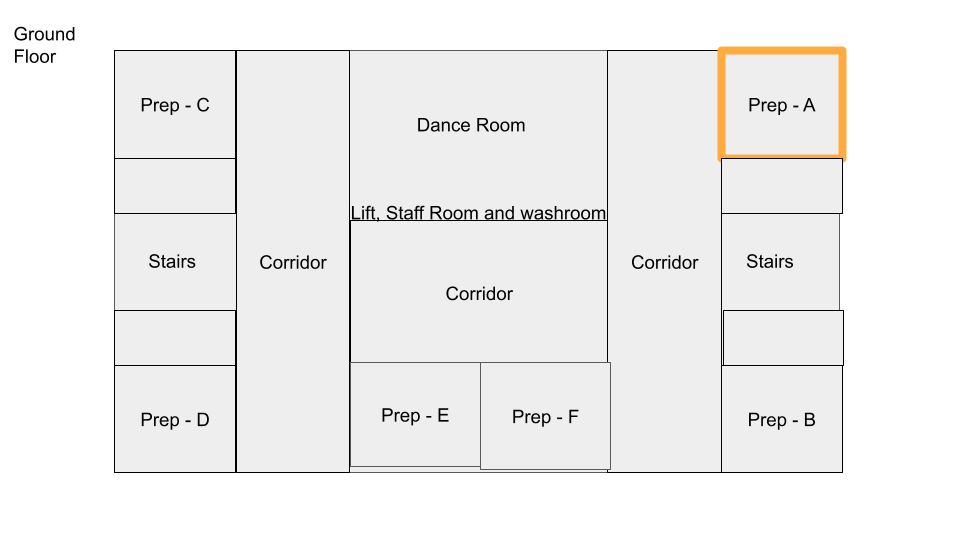 Ground
Floor
Prep - C
Dance Room
Prep - A
Lift, Staff Room and washroom
Stairs
Corridor
Corridor
Corridor
Stairs
Prep - D
Prep - E
Prep - F
Prep - B